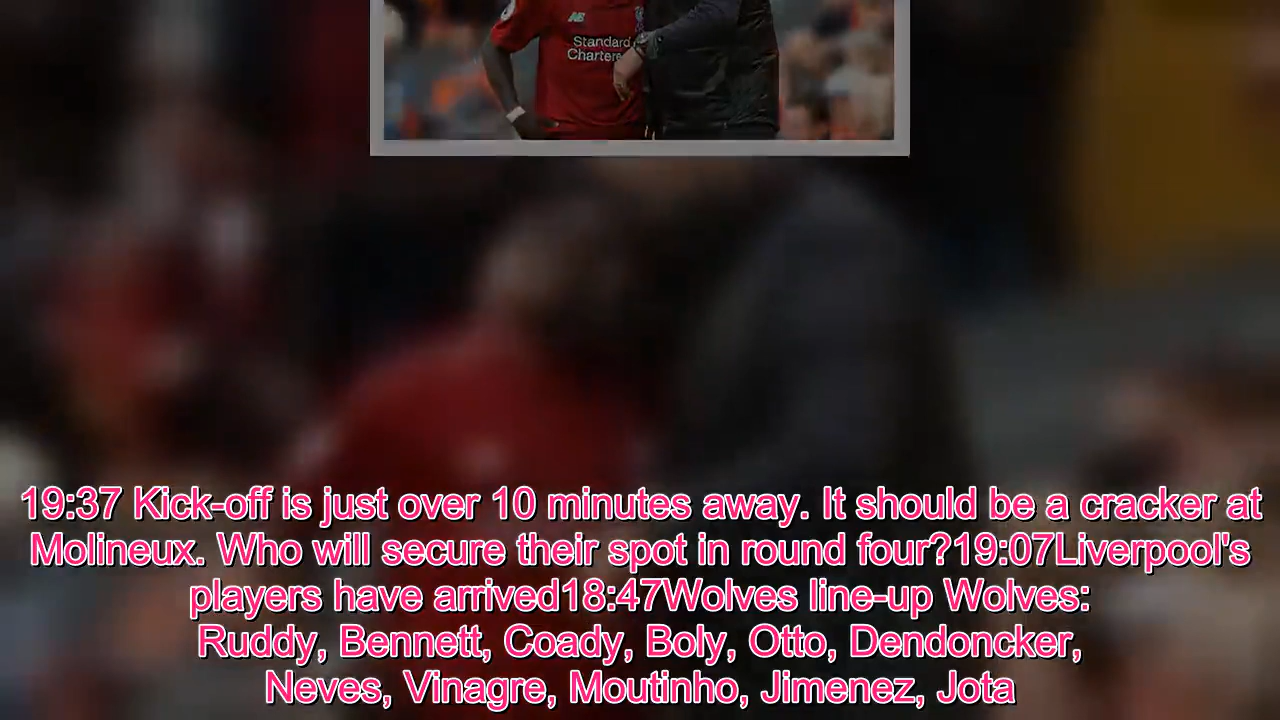 Standard
Chartere
19:37 Kick-off is just over 10 minutes away. It should be a cracker at
Molineux. Who will secure their spot in round four?19:07Liverpool's
players have arrived18:47Wolves line-up Wolves:
Ruddy, Bennett, Coady, Boly, Otto, Dendoncker,
Neves, Vinagre, Moutinho, Jimenez, Jota